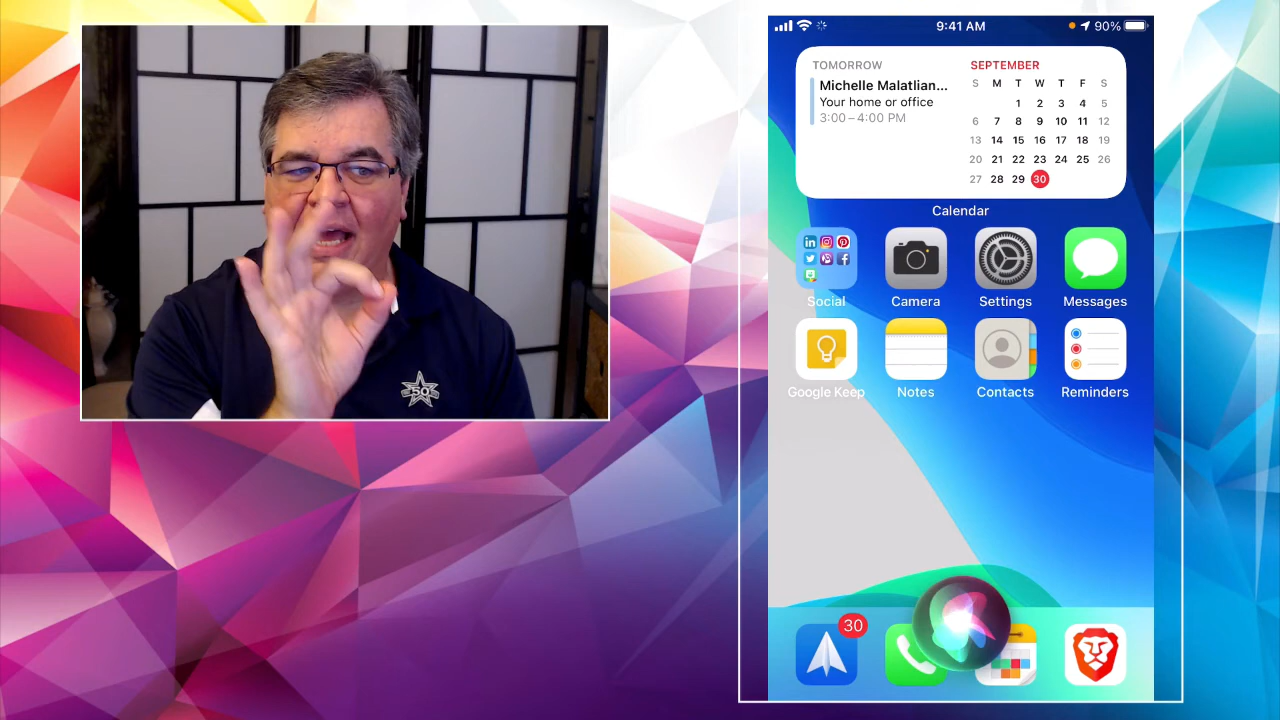 50
9:41 AM
90%
TOMORROW
Michelle Malatlian...
Your home or office
3:00 – 4:00 PM
SEPTEMBER
S M T W T F S
1 2 3 4 5
6 7 8 9 10 11 12
13 14 15 16 17 18 19
20 21 22 23 24 25 26
27 28 29 30
Calendar
in
Social
Camera
Settings
Messages
Google Keep
Notes
Contacts
Reminders
30